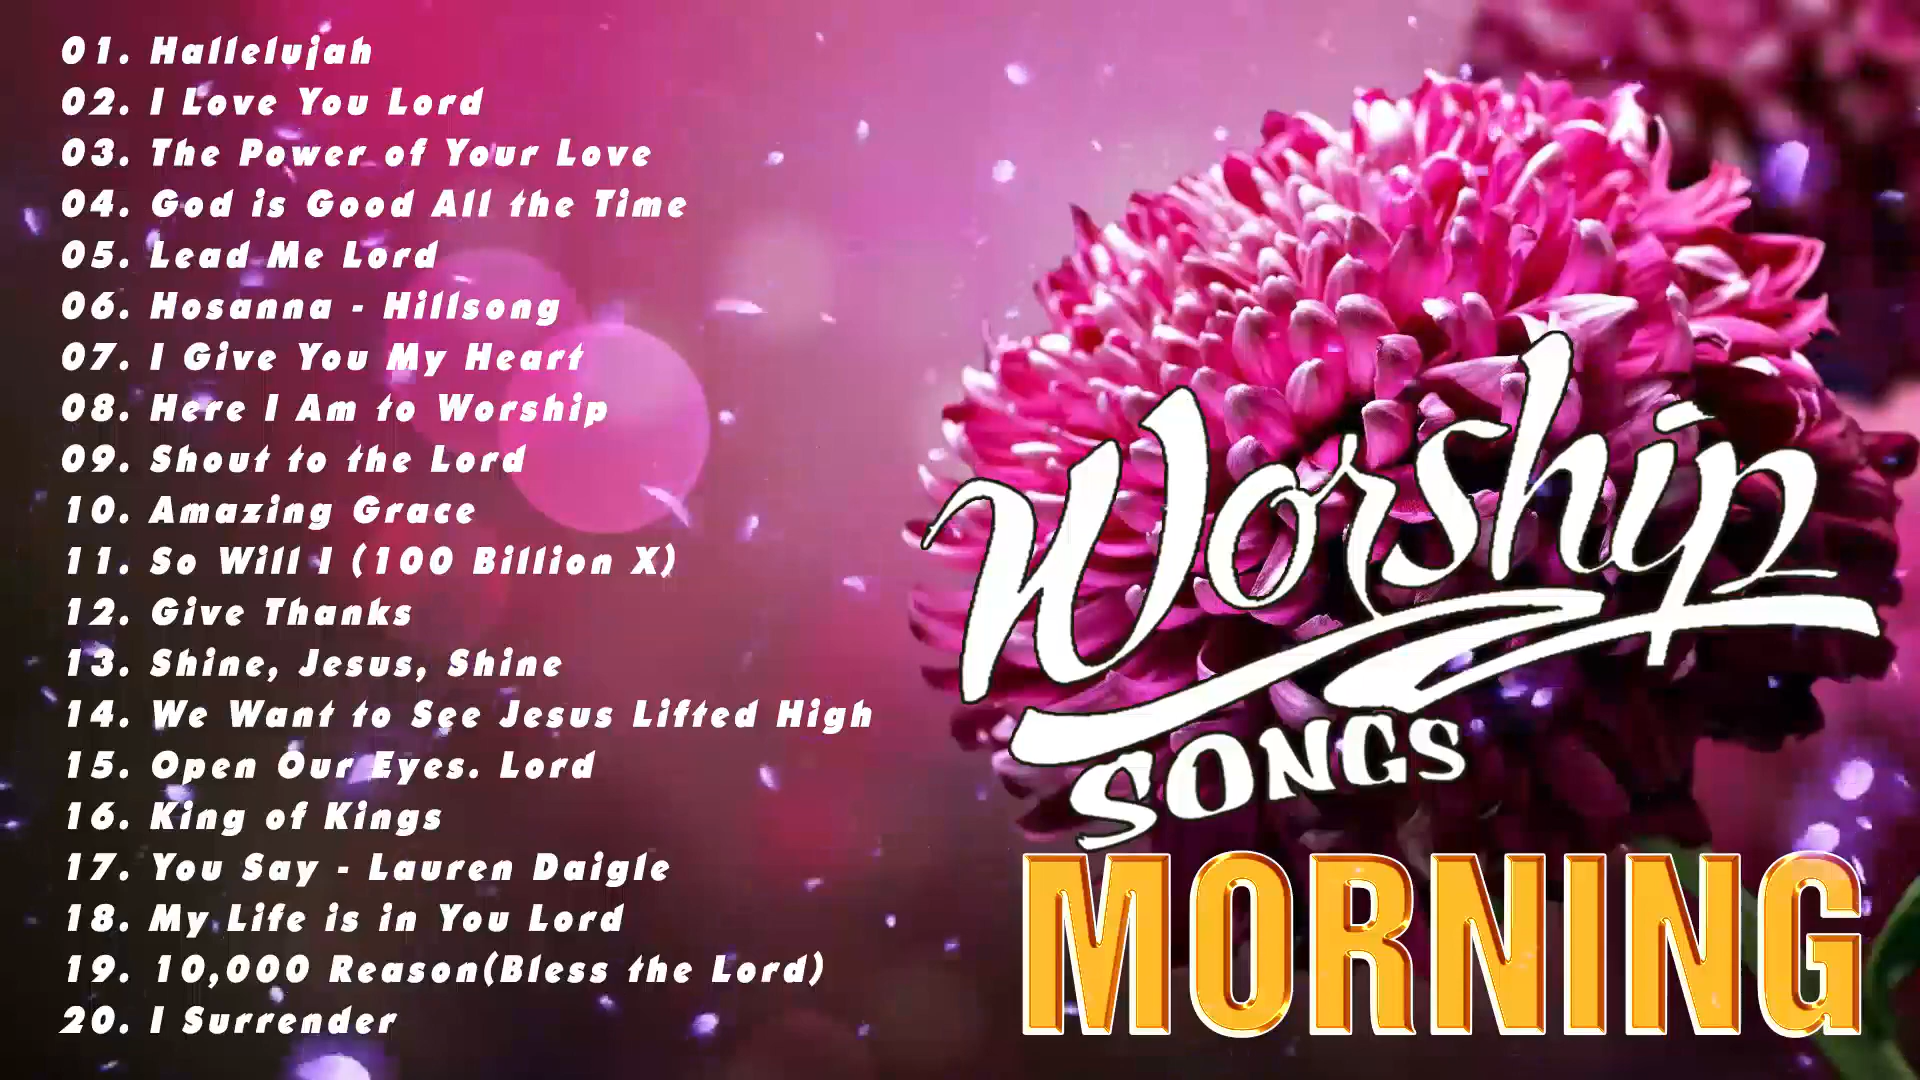 01. Hallelujah
02. I Love You Lord
03. The Power of Your Love
04. God is Good All the Time
05. Lead Me Lord
06. Hosanna - Hillsong
07. I Give You My Heart
08. Here I Am to Worship
09. Shout to the Lord
10. Amazing Grace
11. So Will I (100 Billion X)
12. Give Thanks
13. Shine, Jesus, Shine
14. We Want to See Jesus Lifted High
15. Open Our Eyes. Lord
16. King of Kings
17. You Say - Lauren Daigle
18. My Life is in You Lord
19. 10,000 Reason(Bless the Lord)
20. I Surrender
Worship
SONGS
MORNING